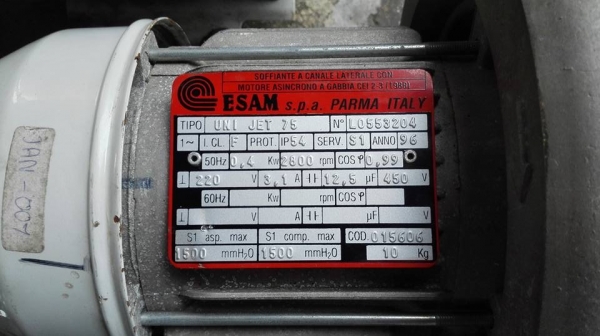 SOFFIANTE A CANALE LATERALE CON
MOTORE ASINCRONO A GABBIA CEI 2-3 /1988/
ESAM s.p.a. PARMA ITALY
TIPO UNI JET 75 N° L0553204
1~ I. CL. F PROT. IP54 SERV. S1 ANNO 96
50Hz 0,4 Kw 2800 rpm COSφ 0,99
⊥ 220 V 3,1 A ⊣⊢ 12,5 µF 450 V
60Hz Kw rpm COSφ
⊥ V A ⊣⊢ µF V
S1 asp. max S1 comp. max COD. 015606
1500 mmH2O 1500 mmH2O 10 Kg